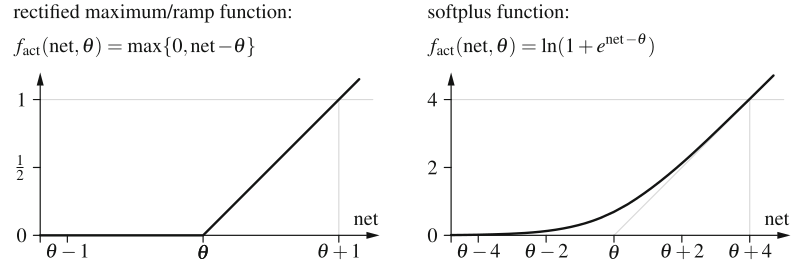 rectified maximum/ramp function:
f_act(net, θ) = max{0, net − θ}
1
1/2
0
net
θ − 1
θ
θ + 1
softplus function:
f_act(net, θ) = ln(1 + e^{net − θ})
4
2
0
net
θ − 4
θ − 2
θ
θ + 2
θ + 4